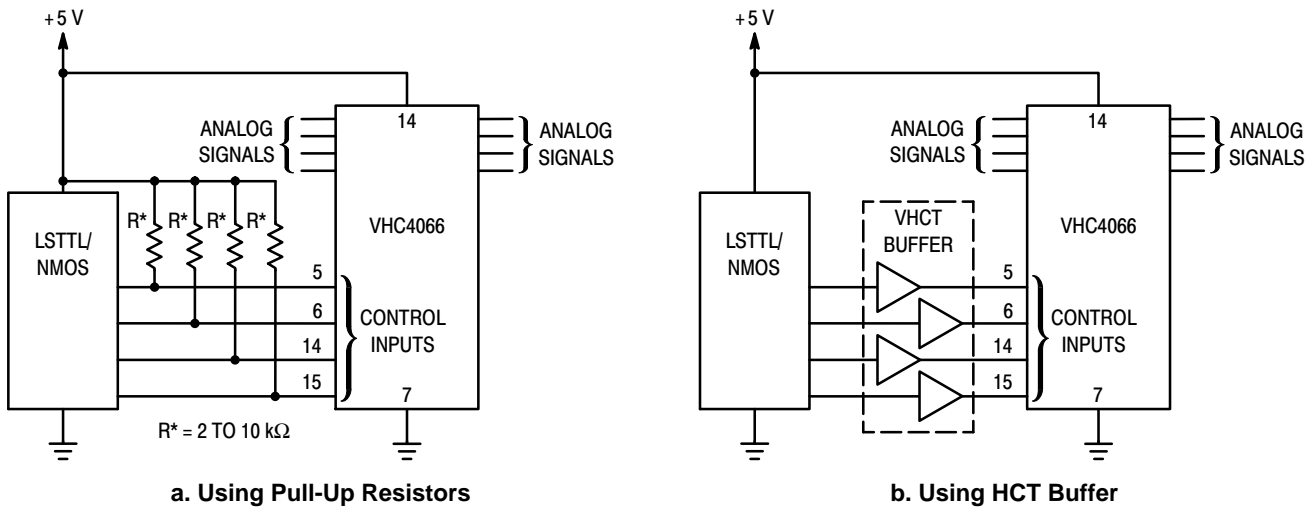 +5 V
14
ANALOG
SIGNALS
ANALOG
SIGNALS
R* R* R* R*
LSTTL/
NMOS
VHC4066
5
6
14
15
CONTROL
INPUTS
7
R* = 2 TO 10 kΩ
a. Using Pull-Up Resistors
+5 V
14
ANALOG
SIGNALS
ANALOG
SIGNALS
LSTTL/
NMOS
VHCT
BUFFER
VHC4066
5
6
14
15
CONTROL
INPUTS
7
b. Using HCT Buffer